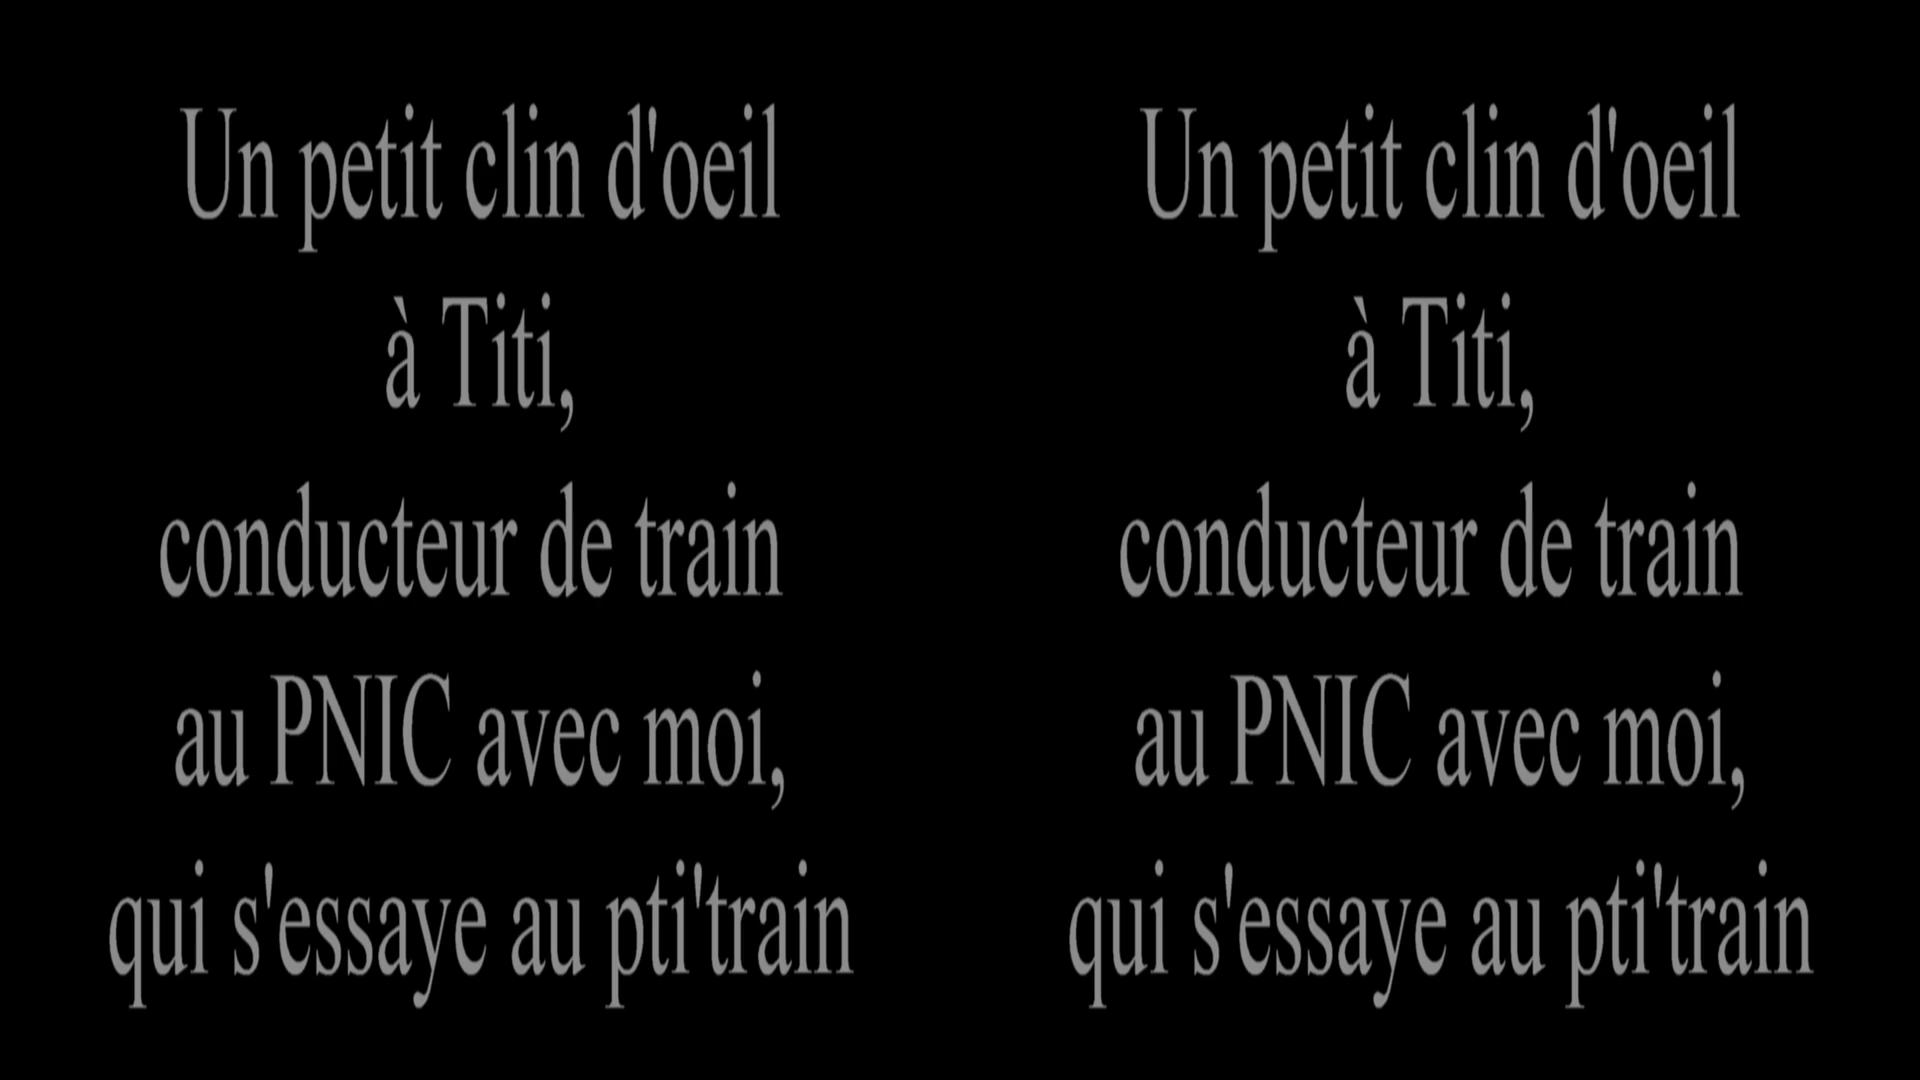 Un petit clin d'oeil
à Titi,
conducteur de train
au PNIC avec moi,
qui s'essaye au pti'train
Un petit clin d'oeil
à Titi,
conducteur de train
au PNIC avec moi,
qui s'essaye au pti'train